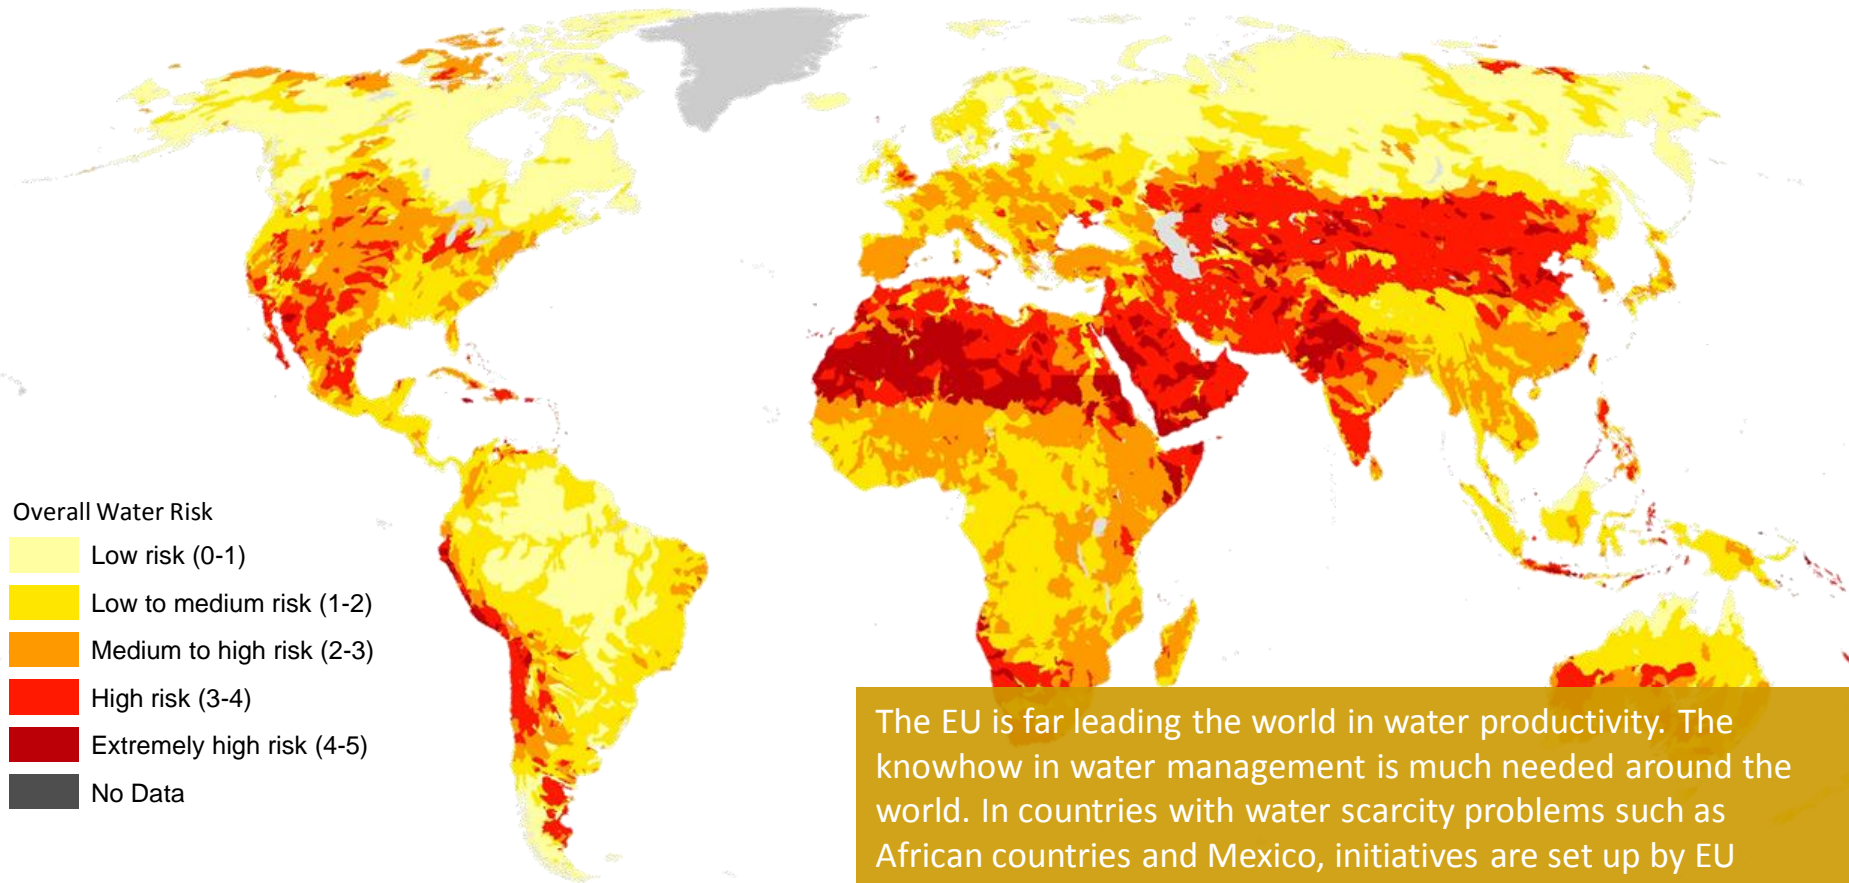 Overall Water Risk
Low risk (0-1)
Low to medium risk (1-2)
Medium to high risk (2-3)
High risk (3-4)
Extremely high risk (4-5)
No Data
The EU is far leading the world in water productivity. The
knowhow in water management is much needed around the
world. In countries with water scarcity problems such as
African countries and Mexico, initiatives are set up by EU